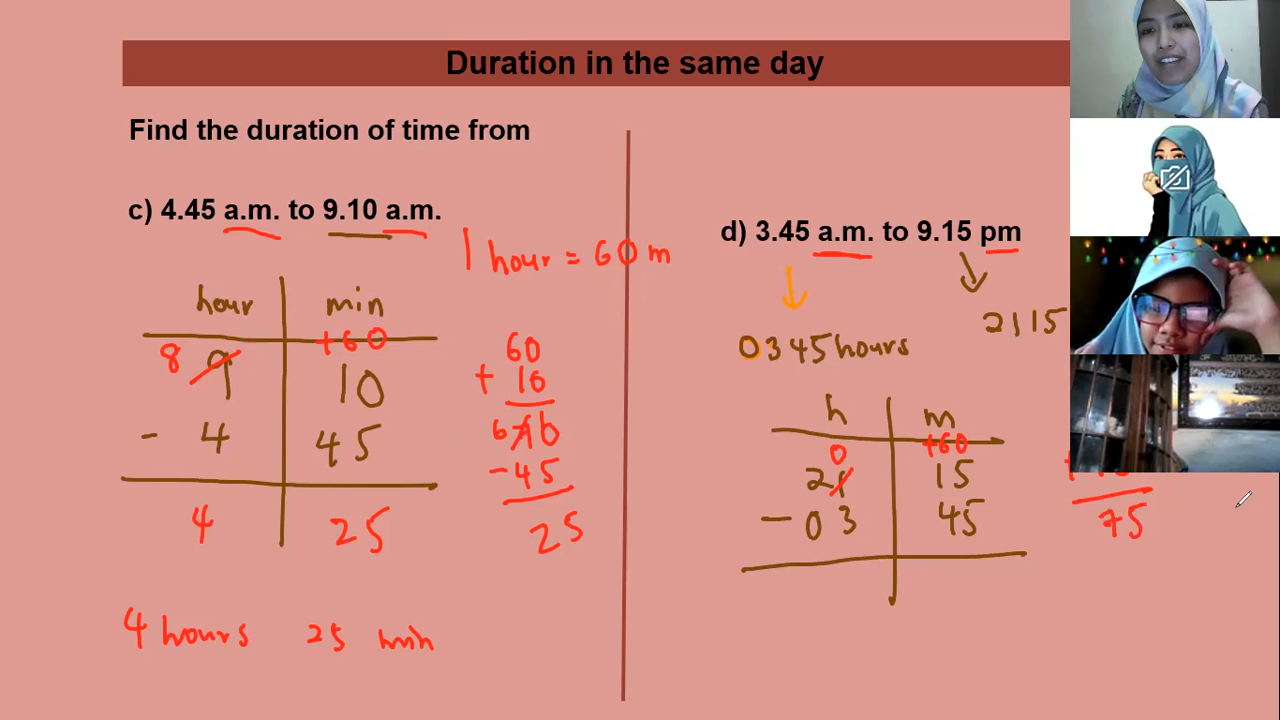 Duration in the same day
Find the duration of time from
c) 4.45 a.m. to 9.10 a.m.
1 hour = 60 m
hour min
+60
8 9 10
- 4 45
4 25
60
+ 10
6 10
- 45
25
4 hours 25 min
d) 3.45 a.m. to 9.15 pm
2115
0345 hours
h m
0 +60
21 15
- 03 45
75